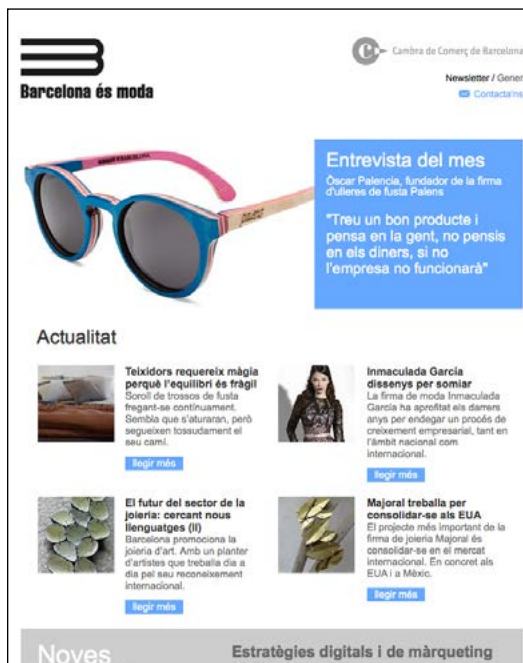 Barcelona és moda
Cambra de Comerç de Barcelona
Newsletter / Gener
Contacta'ns
Entrevista del mes
Òscar Palencia, fundador de la firma
d'ulleres de fusta Palens
"Treu un bon producte i
pensa en la gent, no pensis
en els diners, si no
l'empresa no funcionarà"
Actualitat
Teixidors requereix màgia
perquè l'equilibri és fràgil
Soroll de trossos de fusta
fregant-se contínuament.
Sembla que s'aturaran, però
segueixen tossudament el
seu camí.
llegir més
Inmaculada Garcia
dissenys per somiar
La firma de moda Inmaculada
García ha aprofitat els darrers
anys per endegar un procés de
creixement empresarial, tant en
l'àmbit nacional com
internacional.
llegir més
El futur del sector de la
joieria: cercant nous
llenguatges (II)
Barcelona promociona la
joieria d'art. Amb un planter
d'artistes que treballa dia a
dia pel seu reconeixement
internacional.
llegir més
Majoral treballa per
consolidar-se als EUA
El projecte més important de la
firma de joieria Majoral és
consolidar-se en el mercat
internacional. En concret als
EUA i a Mèxic.
llegir més
Noves
Estratègies digitals i de màrqueting